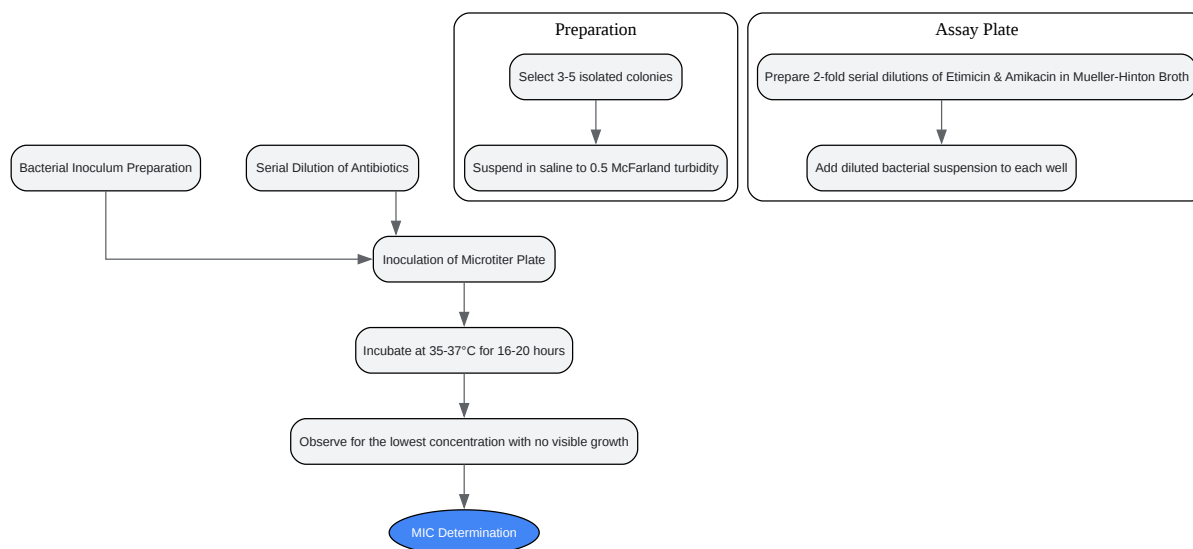 Preparation
Assay Plate
Select 3-5 isolated colonies
Prepare 2-fold serial dilutions of Etimicin & Amikacin in Mueller-Hinton Broth
Bacterial Inoculum Preparation
Serial Dilution of Antibiotics
Suspend in saline to 0.5 McFarland turbidity
Add diluted bacterial suspension to each well
Inoculation of Microtiter Plate
Incubate at 35-37°C for 16-20 hours
Observe for the lowest concentration with no visible growth
MIC Determination